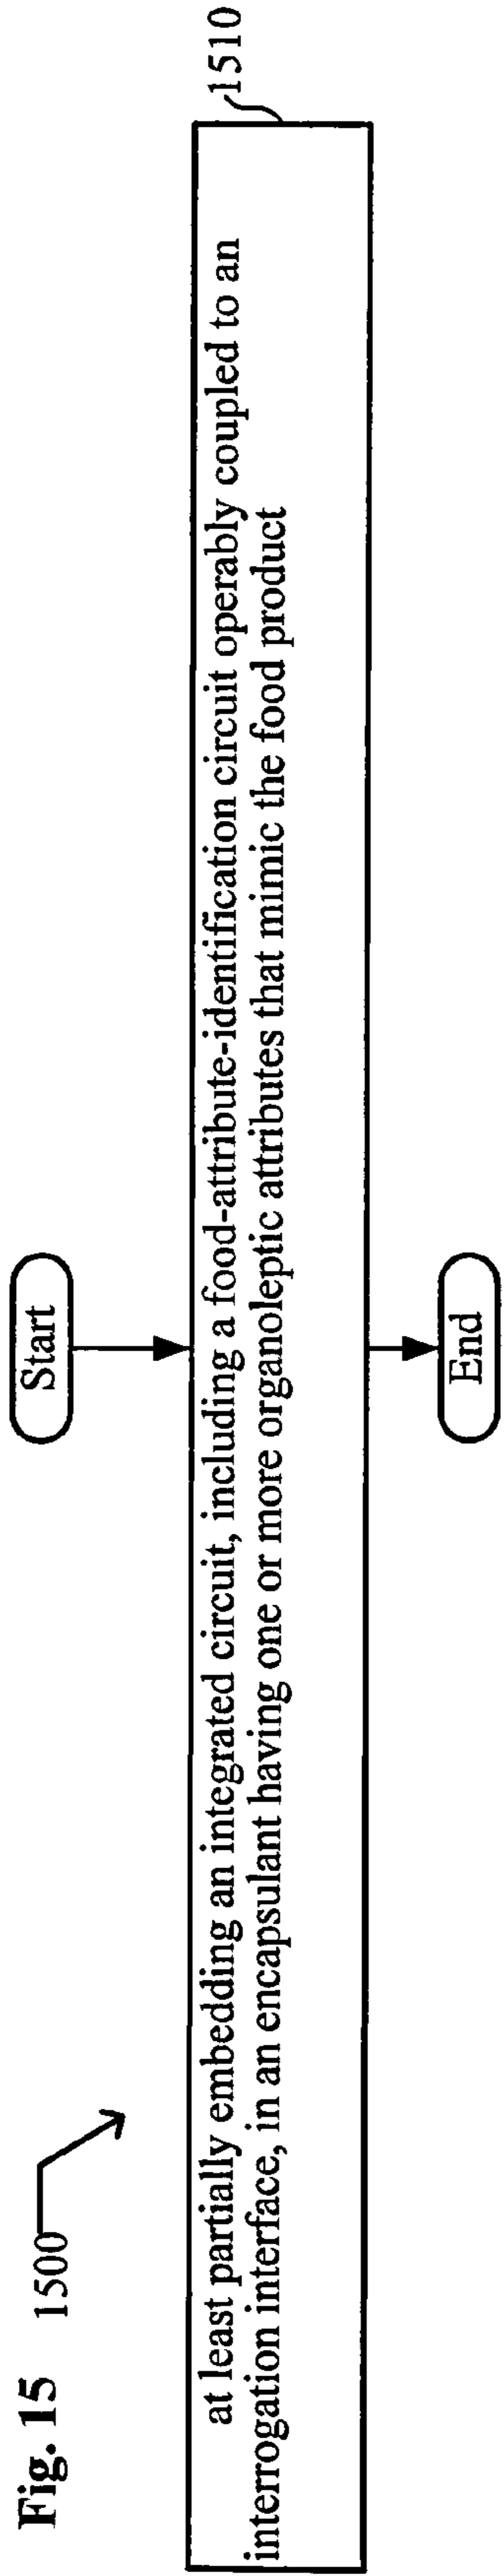 Fig. 15 1500
Start
at least partially embedding an integrated circuit, including a food-attribute-identification circuit operably coupled to an
interrogation interface, in an encapsulant having one or more organoleptic attributes that mimic the food product
1510
End